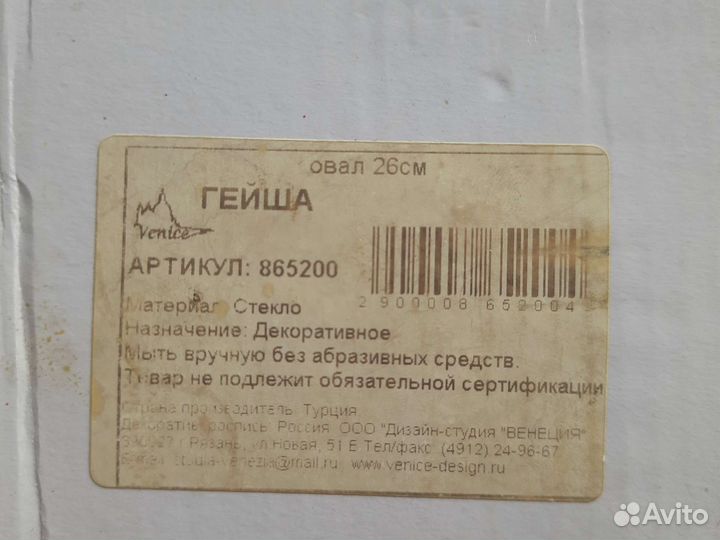 овал 26см
ГЕЙША
Venice
АРТИКУЛ: 865200
2 900008 652004
Материал: Стекло
Назначение: Декоративное
Мыть вручную без абразивных средств.
Товар не подлежит обязательной сертификации
Страна производитель: Турция.
Декоративная роспись: Россия, ООО "Дизайн-студия "ВЕНЕЦИЯ"
г Рязань, ул.Новая, 51 Е Тел/факс: (4912) 24-96-67
studia-venezia@mail.ru www.venice-design.ru
Avito